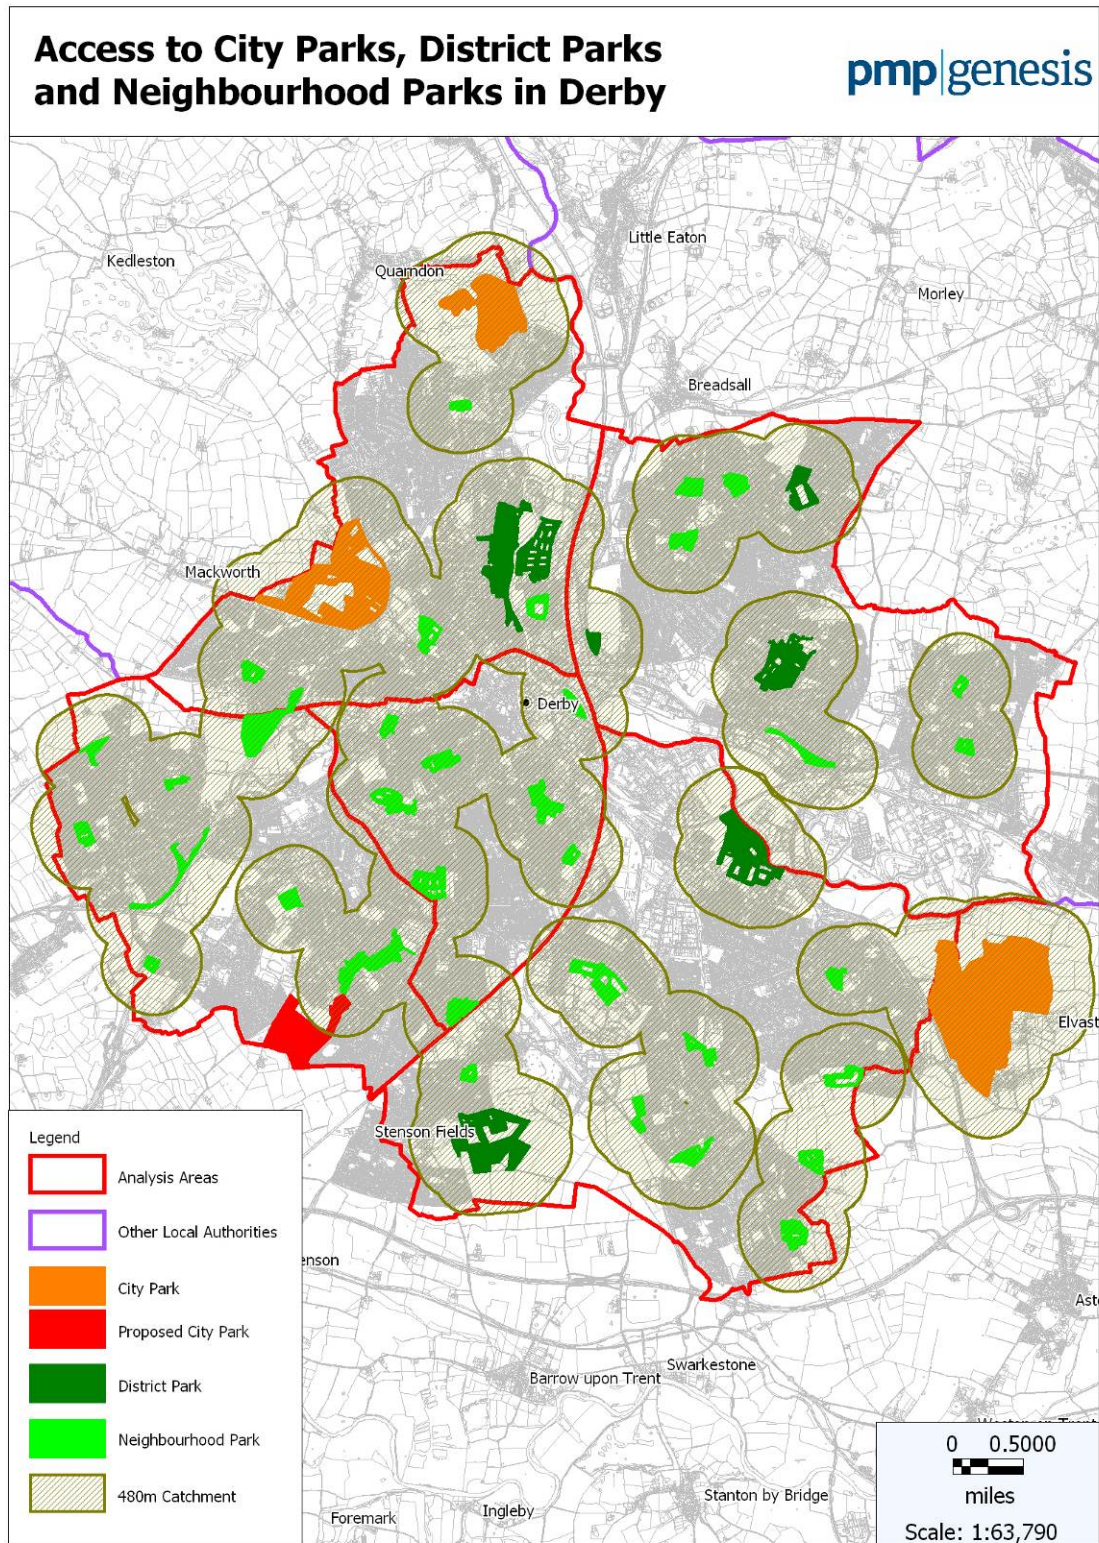 Access to City Parks, District Parks
and Neighbourhood Parks in Derby
pmp|genesis
Little Eaton
Kedleston
Quarndon
Morley
Breadsall
Mackworth
Derby
Elvast
Stenson Fields
Legend
Analysis Areas
Other Local Authorities
City Park
Proposed City Park
District Park
Neighbourhood Park
480m Catchment
enson
Asto
Swarkestone
Barrow upon Trent
Stanton by Bridge
Ingleby
Foremark
0 0.5000
miles
Scale: 1:63,790